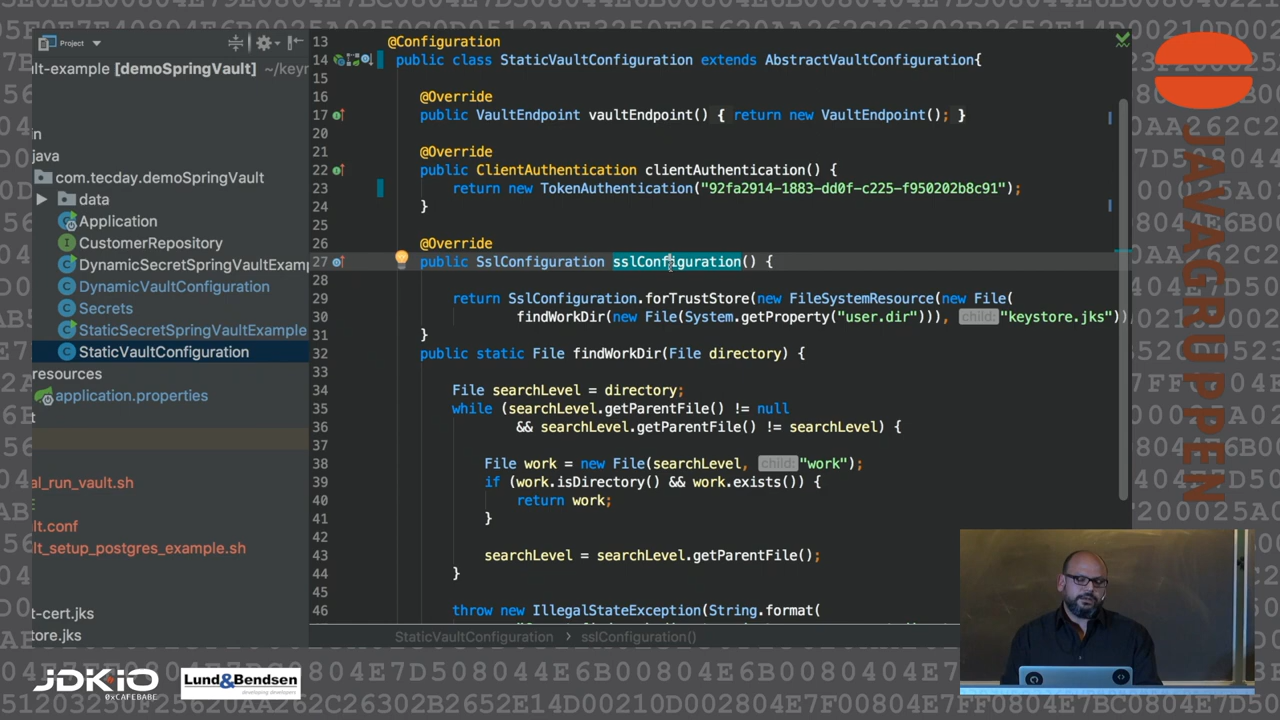 Project
ult-example [demoSpringVault] ~/keyr
in
java
com.tecday.demoSpringVault
data
Application
CustomerRepository
DynamicSecretSpringVaultExamp
DynamicVaultConfiguration
Secrets
StaticSecretSpringVaultExample
StaticVaultConfiguration
resources
application.properties
t
al_run_vault.sh
ult.conf
lt_setup_postgres_example.sh
t-cert.jks
tore.jks
13 @Configuration
14 public class StaticVaultConfiguration extends AbstractVaultConfiguration{
15
16 @Override
17 public VaultEndpoint vaultEndpoint() { return new VaultEndpoint(); }
20
21 @Override
22 public ClientAuthentication clientAuthentication() {
23 return new TokenAuthentication("92fa2914-1883-dd0f-c225-f950202b8c91");
24 }
25
26 @Override
27 public SslConfiguration sslConfiguration() {
28
29 return SslConfiguration.forTrustStore(new FileSystemResource(new File(
30 findWorkDir(new File(System.getProperty("user.dir"))), child: "keystore.jks"))
31 }
32 public static File findWorkDir(File directory) {
33
34 File searchLevel = directory;
35 while (searchLevel.getParentFile() != null
36 && searchLevel.getParentFile() != searchLevel) {
37
38 File work = new File(searchLevel, child: "work");
39 if (work.isDirectory() && work.exists()) {
40 return work;
41 }
42
43 searchLevel = searchLevel.getParentFile();
44 }
45
46 throw new IllegalStateException(String.format(
StaticVaultConfiguration > sslConfiguration()
JAVAGRUPPEN
JDKIO
0xCAFEBABE
Lund&Bendsen
developing developers